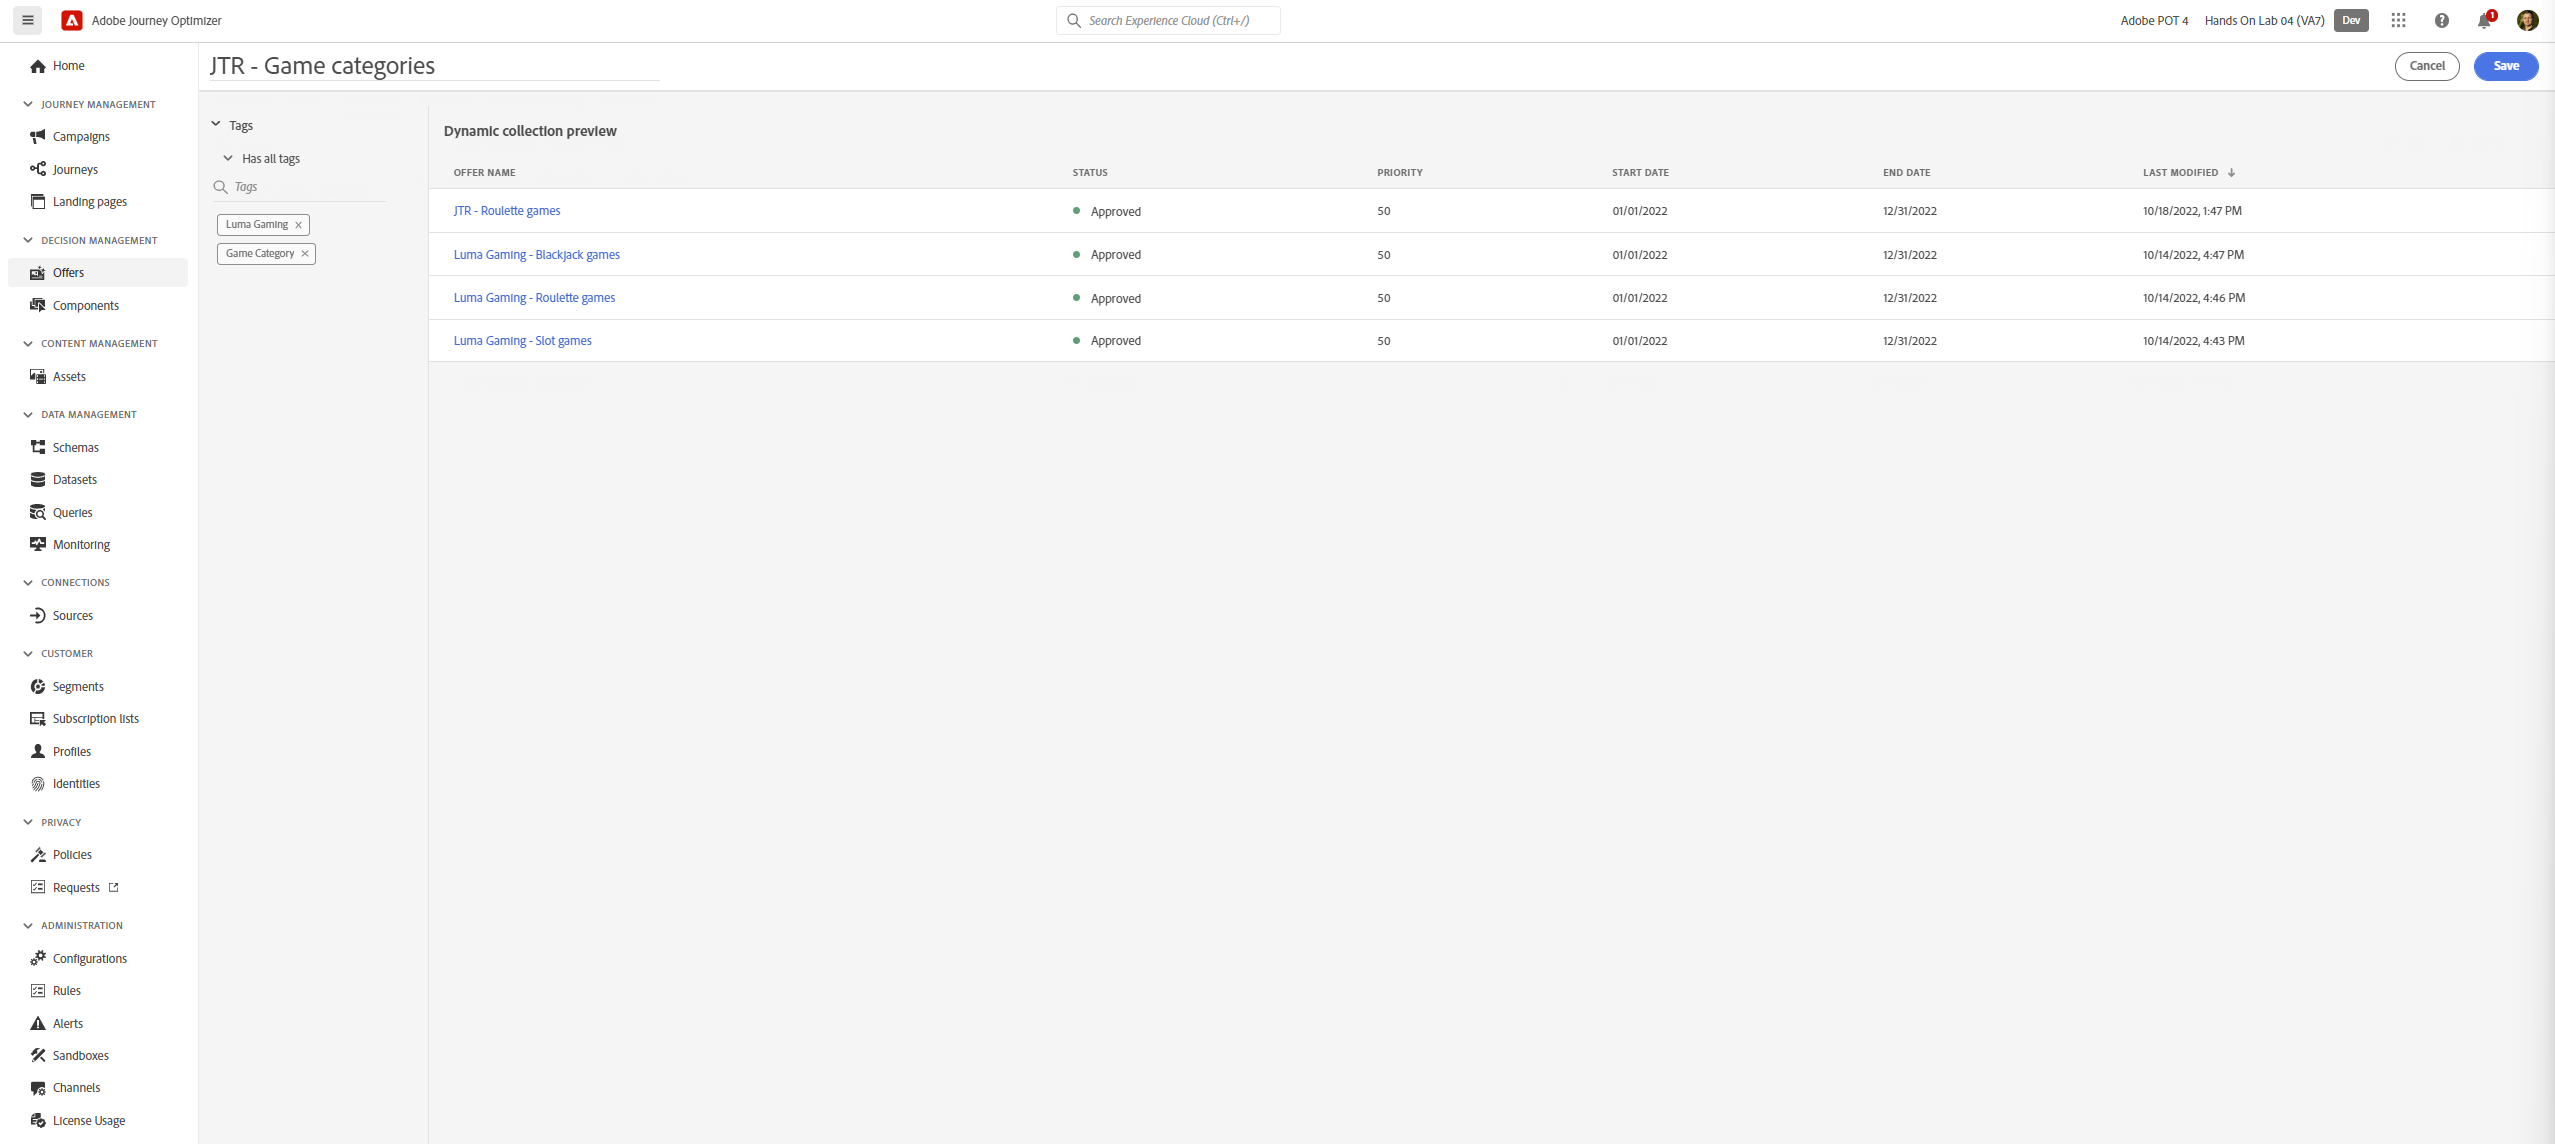 Adobe Journey Optimizer
Search Experience Cloud (Ctrl+/)
Adobe POT 4
Hands On Lab 04 (VA7)
Dev
1
Home
JOURNEY MANAGEMENT
Campaigns
Journeys
Landing pages
DECISION MANAGEMENT
Offers
Components
CONTENT MANAGEMENT
Assets
DATA MANAGEMENT
Schemas
Datasets
Queries
Monitoring
CONNECTIONS
Sources
CUSTOMER
Segments
Subscription lists
Profiles
Identities
PRIVACY
Policies
Requests
ADMINISTRATION
Configurations
Rules
Alerts
Sandboxes
Channels
License Usage
JTR - Game categories
Cancel
Save
Tags
Has all tags
Tags
Luma Gaming
Game Category
Dynamic collection preview
OFFER NAME STATUS PRIORITY START DATE END DATE LAST MODIFIED
JTR - Roulette games Approved 50 01/01/2022 12/31/2022 10/18/2022, 1:47 PM
Luma Gaming - Blackjack games Approved 50 01/01/2022 12/31/2022 10/14/2022, 4:47 PM
Luma Gaming - Roulette games Approved 50 01/01/2022 12/31/2022 10/14/2022, 4:46 PM
Luma Gaming - Slot games Approved 50 01/01/2022 12/31/2022 10/14/2022, 4:43 PM